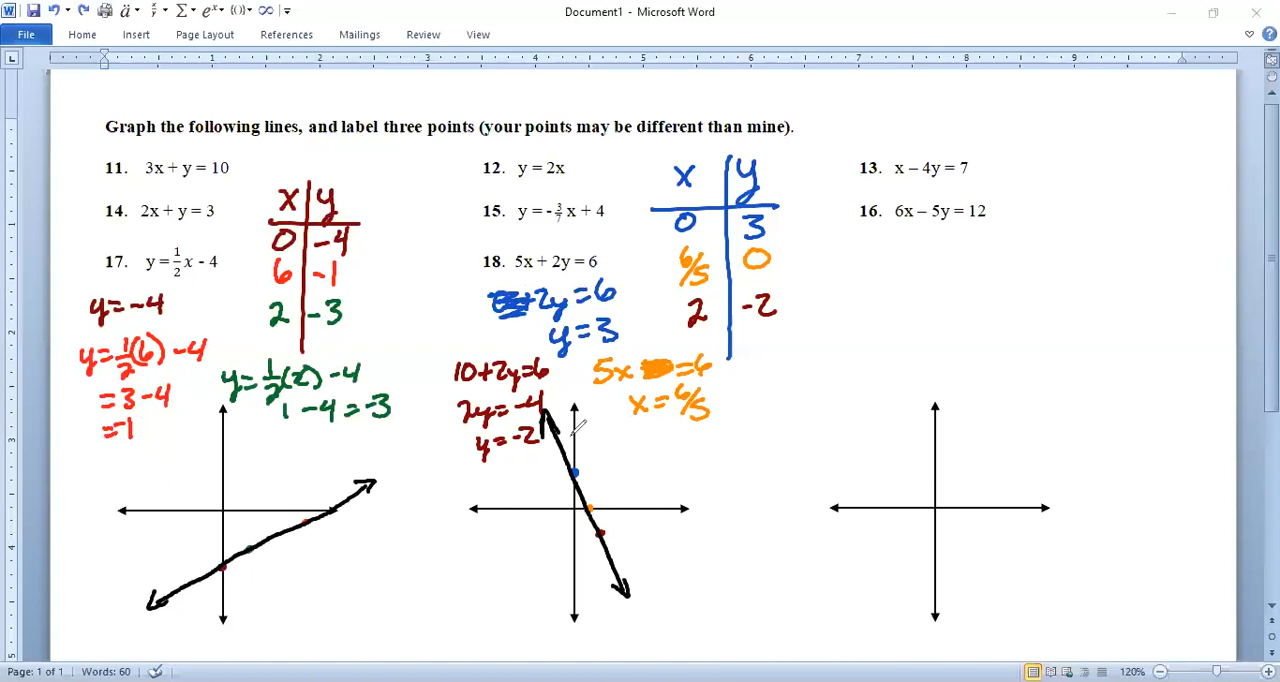 Document1 - Microsoft Word
File Home Insert Page Layout References Mailings Review View
Graph the following lines, and label three points (your points may be different than mine).
11. 3x + y = 10
12. y = 2x
13. x – 4y = 7
14. 2x + y = 3
15. y = -3/7 x + 4
16. 6x – 5y = 12
17. y = 1/2 x - 4
18. 5x + 2y = 6
x y
0 -4
6 -1
2 -3
y = -4
y = 1/2(6) - 4
= 3 - 4
= -1
y = 1/2(2) - 4
1 - 4 = -3
x y
0 3
6/5 0
2 -2
+2y = 6
y = 3
10+2y=6
2y = -4
y = -2
5x = 6
x = 6/5
Page: 1 of 1 Words: 60 120%